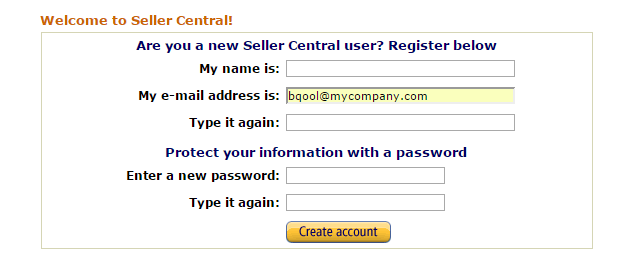 Welcome to Seller Central!
Are you a new Seller Central user? Register below
My name is:
My e-mail address is: bqool@mycompany.com
Type it again:
Protect your information with a password
Enter a new password:
Type it again:
Create account